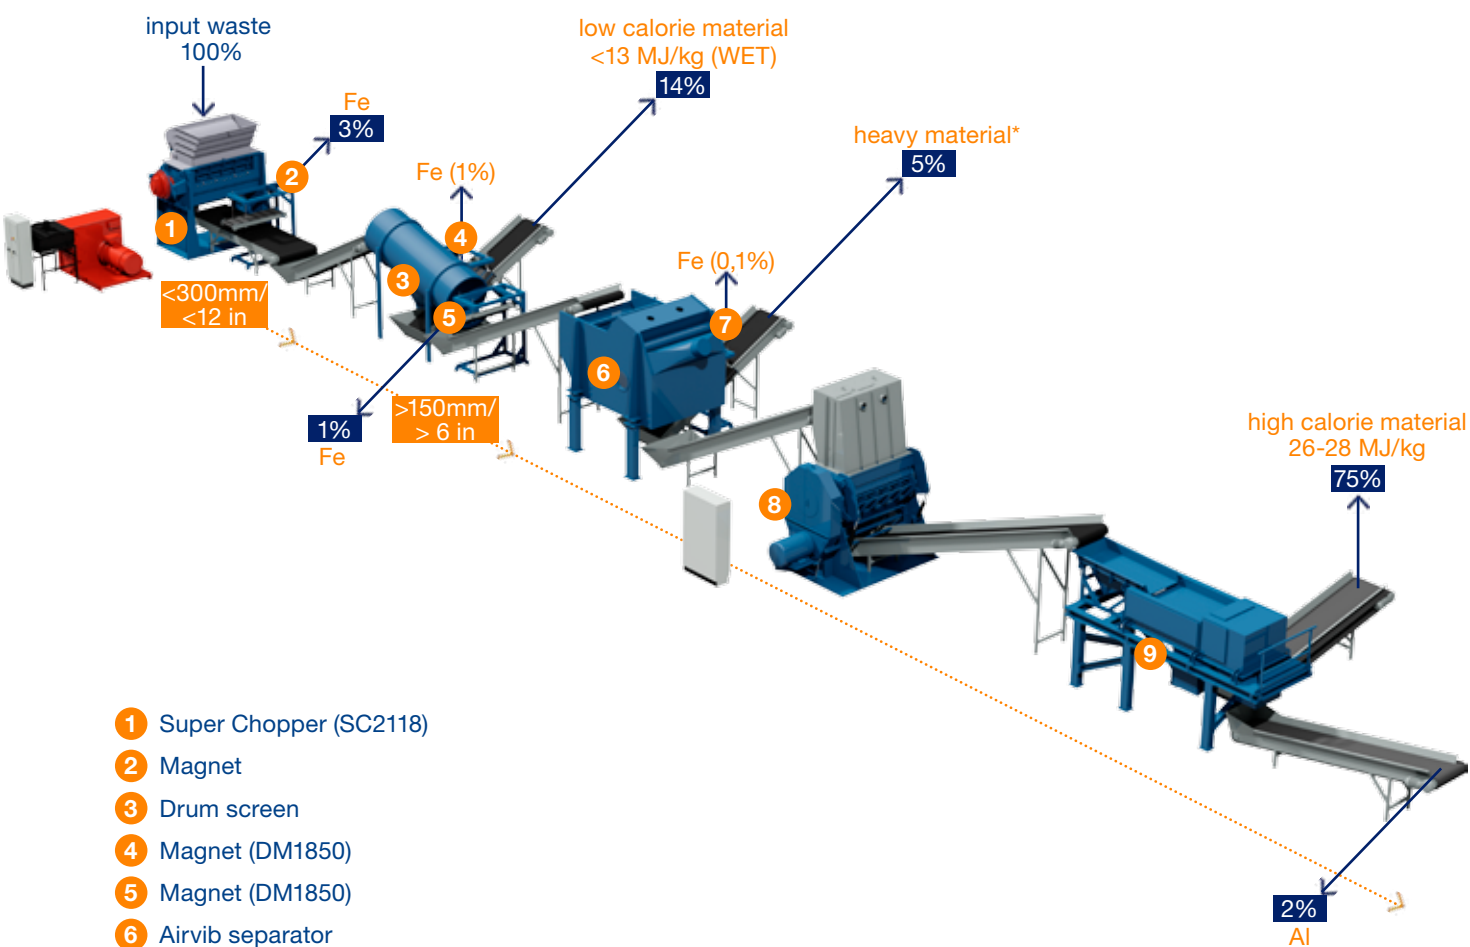 input waste
100%
low calorie material
<13 MJ/kg (WET)
14%
Fe
3%
heavy material*
5%
Fe (1%)
2
1
4
Fe (0,1%)
3
<300mm/
<12 in
5
7
6
>150mm/
> 6 in
1%
Fe
high calorie material
26-28 MJ/kg
75%
8
9
1 Super Chopper (SC2118)
2 Magnet
3 Drum screen
4 Magnet (DM1850)
5 Magnet (DM1850)
6 Airvib separator
2%
Al